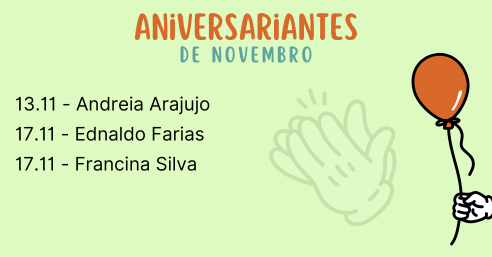 ANiVERSARiANTES
DE NOVEMBRO
13.11 - Andreia Arajujo
17.11 - Ednaldo Farias
17.11 - Francina Silva